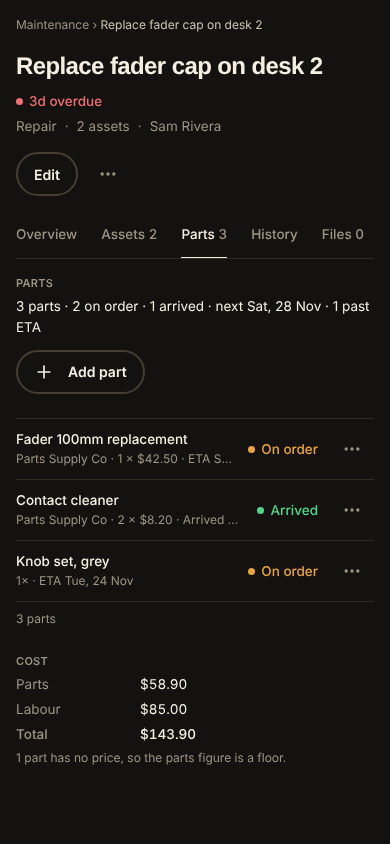 Maintenance › Replace fader cap on desk 2
Replace fader cap on desk 2
3d overdue
Repair · 2 assets · Sam Rivera
Edit
Overview Assets 2 Parts 3 History Files 0
PARTS
3 parts · 2 on order · 1 arrived · next Sat, 28 Nov · 1 past
ETA
+ Add part
Fader 100mm replacement
Parts Supply Co · 1 × $42.50 · ETA S…
On order
Contact cleaner
Parts Supply Co · 2 × $8.20 · Arrived …
Arrived
Knob set, grey
1× · ETA Tue, 24 Nov
On order
3 parts
COST
Parts $58.90
Labour $85.00
Total $143.90
1 part has no price, so the parts figure is a floor.